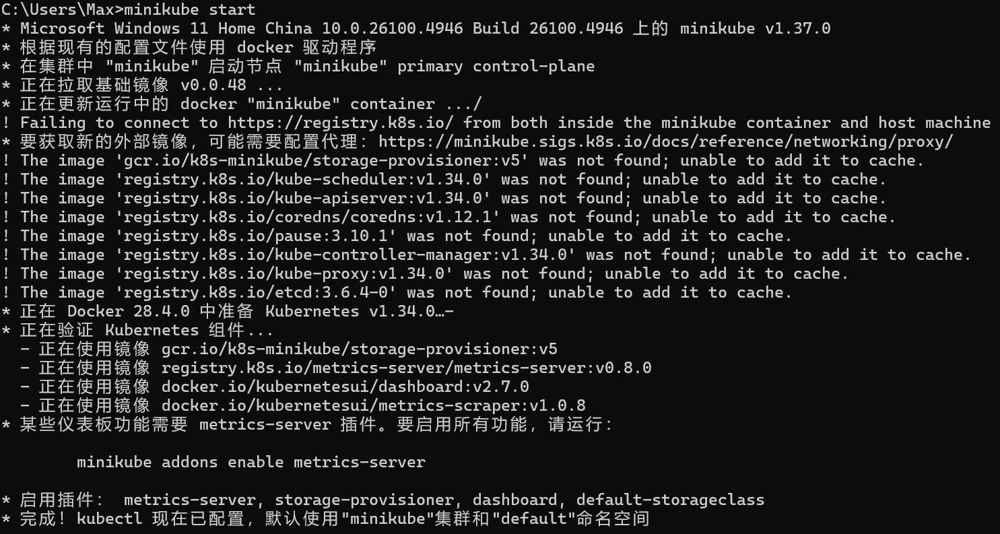 C:\Users\Max>minikube start
* Microsoft Windows 11 Home China 10.0.26100.4946 Build 26100.4946 上的 minikube v1.37.0
* 根据现有的配置文件使用 docker 驱动程序
* 在集群中 "minikube" 启动节点 "minikube" primary control-plane
* 正在拉取基础镜像 v0.0.48 ...
* 正在更新运行中的 docker "minikube" container .../
! Failing to connect to https://registry.k8s.io/ from both inside the minikube container and host machine
* 要获取新的外部镜像，可能需要配置代理：https://minikube.sigs.k8s.io/docs/reference/networking/proxy/
! The image 'gcr.io/k8s-minikube/storage-provisioner:v5' was not found; unable to add it to cache.
! The image 'registry.k8s.io/kube-scheduler:v1.34.0' was not found; unable to add it to cache.
! The image 'registry.k8s.io/kube-apiserver:v1.34.0' was not found; unable to add it to cache.
! The image 'registry.k8s.io/coredns/coredns:v1.12.1' was not found; unable to add it to cache.
! The image 'registry.k8s.io/pause:3.10.1' was not found; unable to add it to cache.
! The image 'registry.k8s.io/kube-controller-manager:v1.34.0' was not found; unable to add it to cache.
! The image 'registry.k8s.io/kube-proxy:v1.34.0' was not found; unable to add it to cache.
! The image 'registry.k8s.io/etcd:3.6.4-0' was not found; unable to add it to cache.
* 正在 Docker 28.4.0 中准备 Kubernetes v1.34.0…-
* 正在验证 Kubernetes 组件...
  - 正在使用镜像 gcr.io/k8s-minikube/storage-provisioner:v5
  - 正在使用镜像 registry.k8s.io/metrics-server/metrics-server:v0.8.0
  - 正在使用镜像 docker.io/kubernetesui/dashboard:v2.7.0
  - 正在使用镜像 docker.io/kubernetesui/metrics-scraper:v1.0.8
* 某些仪表板功能需要 metrics-server 插件。要启用所有功能，请运行：
        minikube addons enable metrics-server
* 启用插件： metrics-server, storage-provisioner, dashboard, default-storageclass
* 完成！kubectl 现在已配置，默认使用"minikube"集群和"default"命名空间